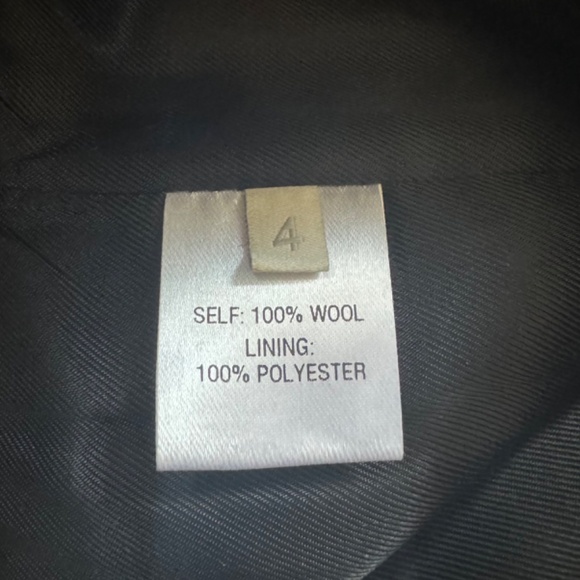 4
SELF: 100% WOOL
LINING:
100% POLYESTER